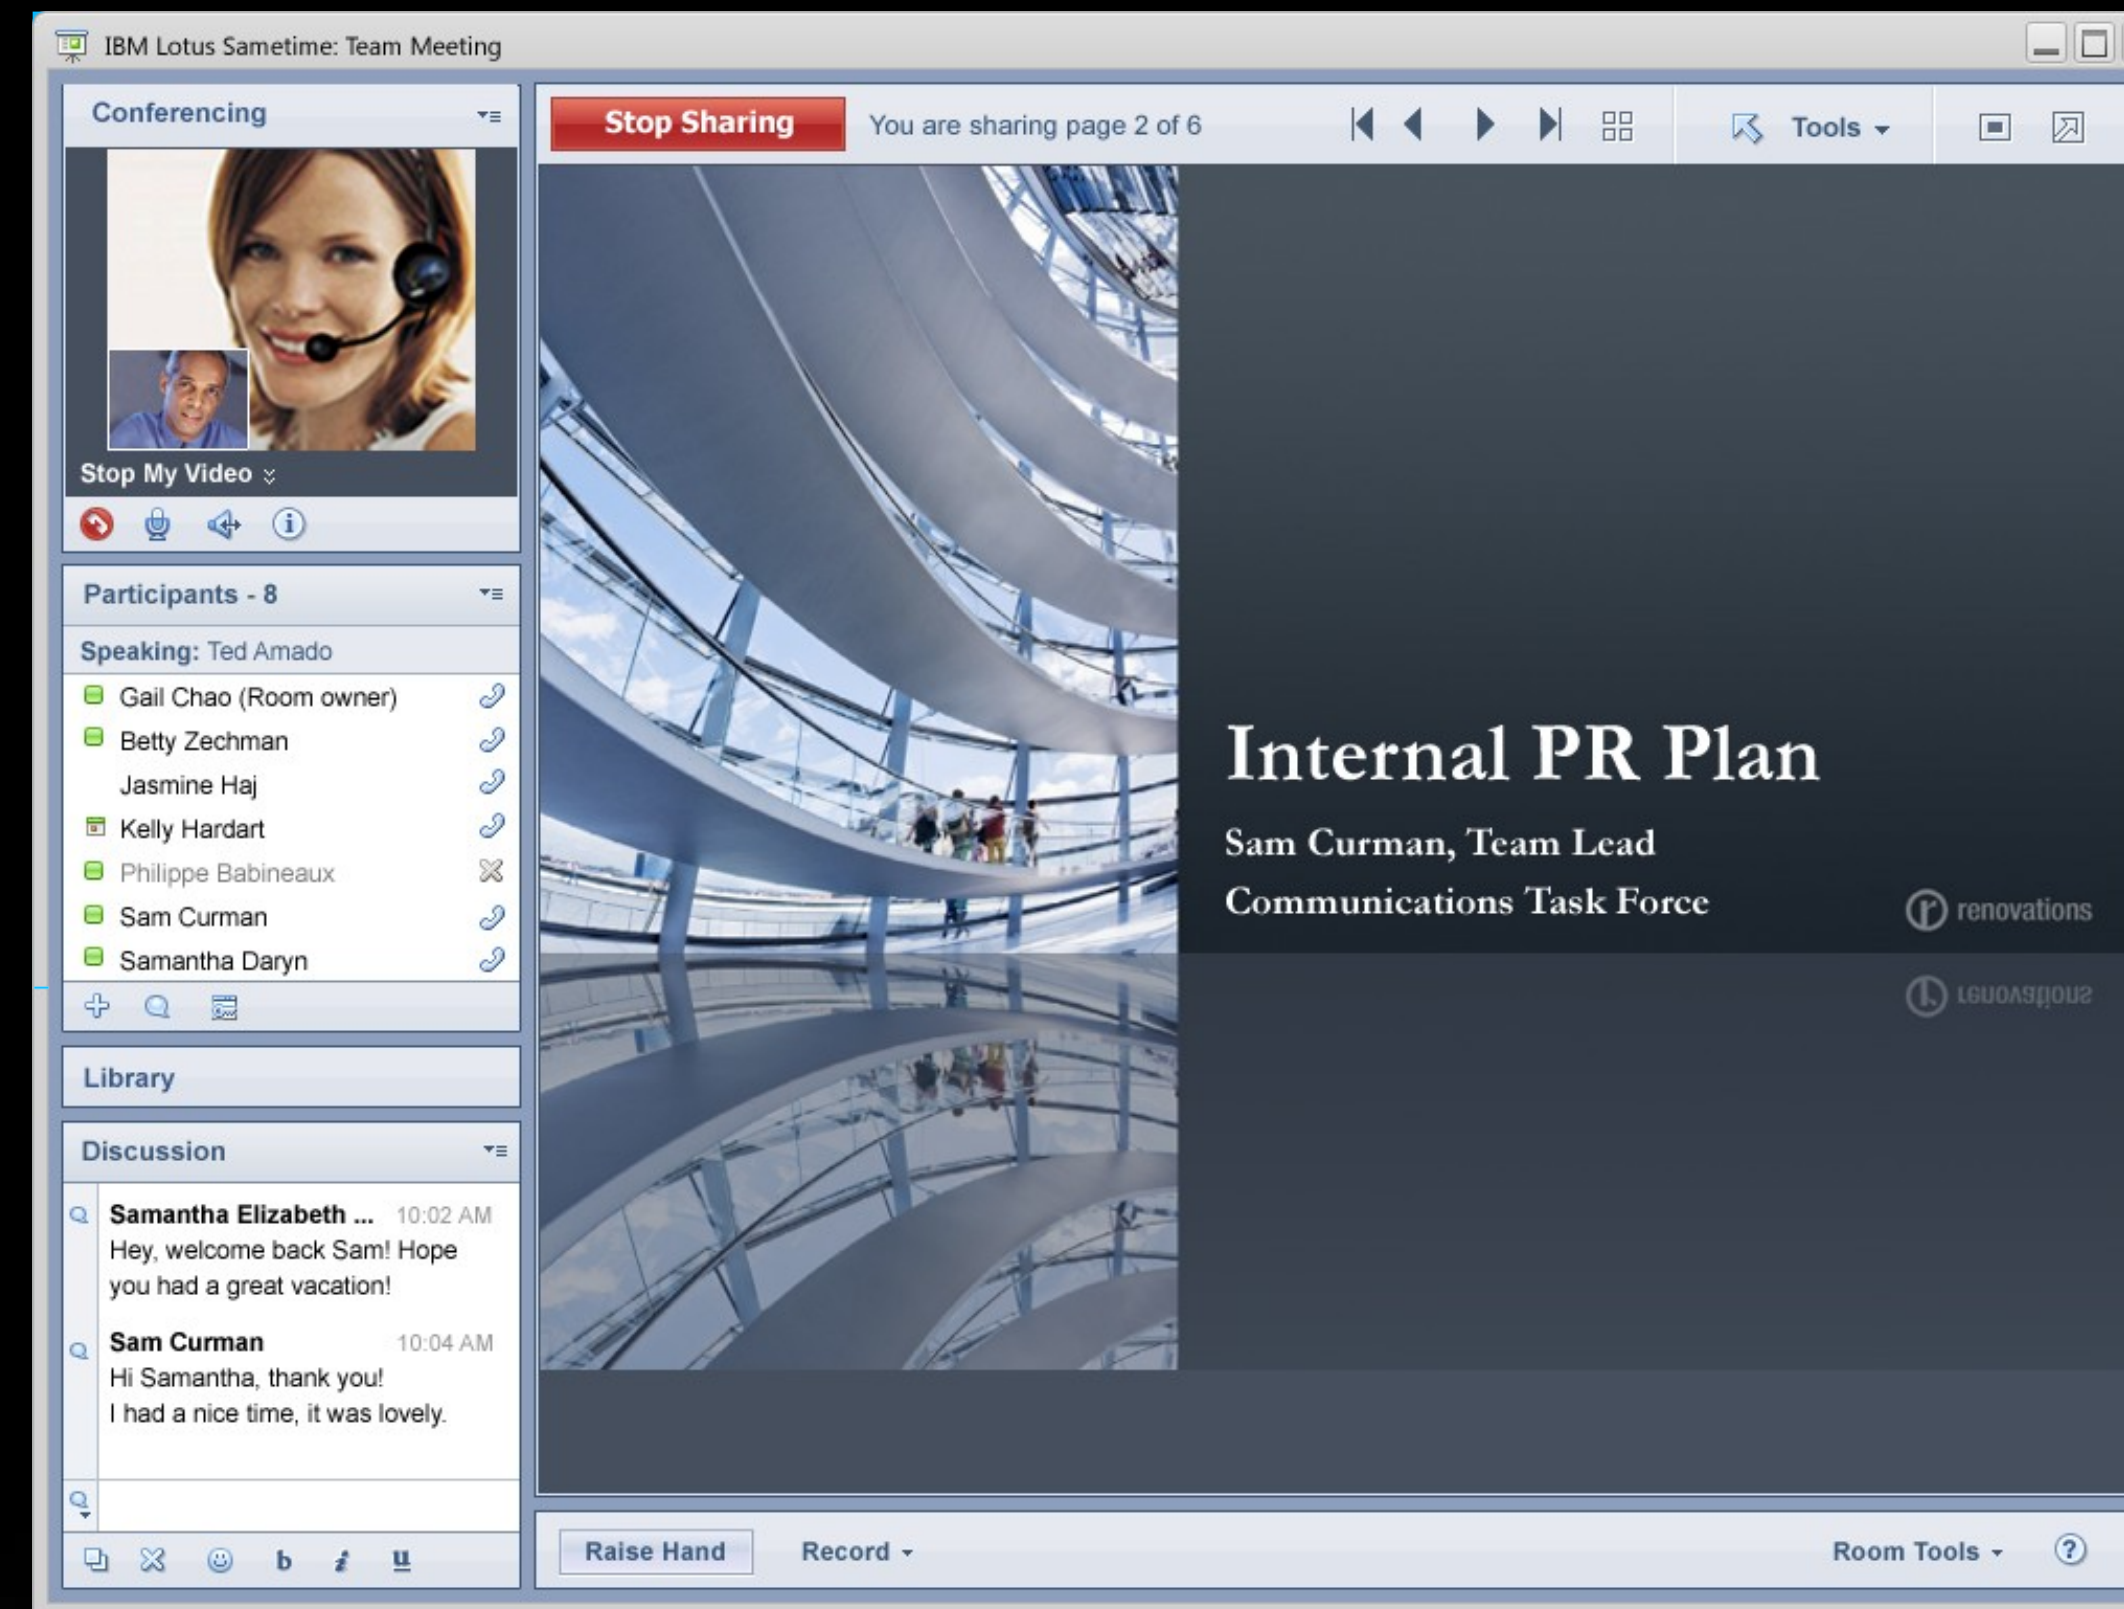 IBM Lotus Sametime: Team Meeting
Conferencing
Stop My Video
Participants - 8
Speaking: Ted Amado
Gail Chao (Room owner)
Betty Zechman
Jasmine Haj
Kelly Hardart
Philippe Babineaux
Sam Curman
Samantha Daryn
Library
Discussion
Samantha Elizabeth ... 10:02 AM
Hey, welcome back Sam! Hope
you had a great vacation!
Sam Curman 10:04 AM
Hi Samantha, thank you!
I had a nice time, it was lovely.
b i u
Stop Sharing You are sharing page 2 of 6 Tools
Internal PR Plan
Sam Curman, Team Lead
Communications Task Force
r renovations
r renovations
Raise Hand Record Room Tools ?